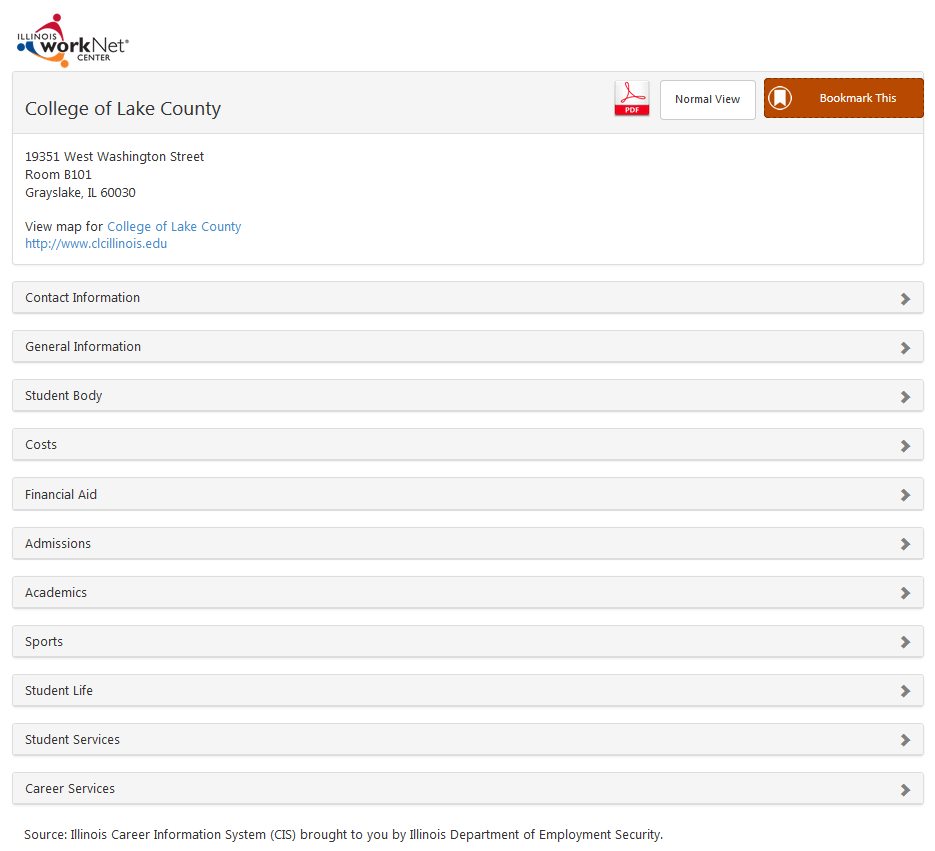 ILLINOIS
workNet®
CENTER
College of Lake County
PDF
Normal View
Bookmark This
19351 West Washington Street
Room B101
Grayslake, IL 60030
View map for College of Lake County
http://www.clcillinois.edu
Contact Information
General Information
Student Body
Costs
Financial Aid
Admissions
Academics
Sports
Student Life
Student Services
Career Services
Source: Illinois Career Information System (CIS) brought to you by Illinois Department of Employment Security.